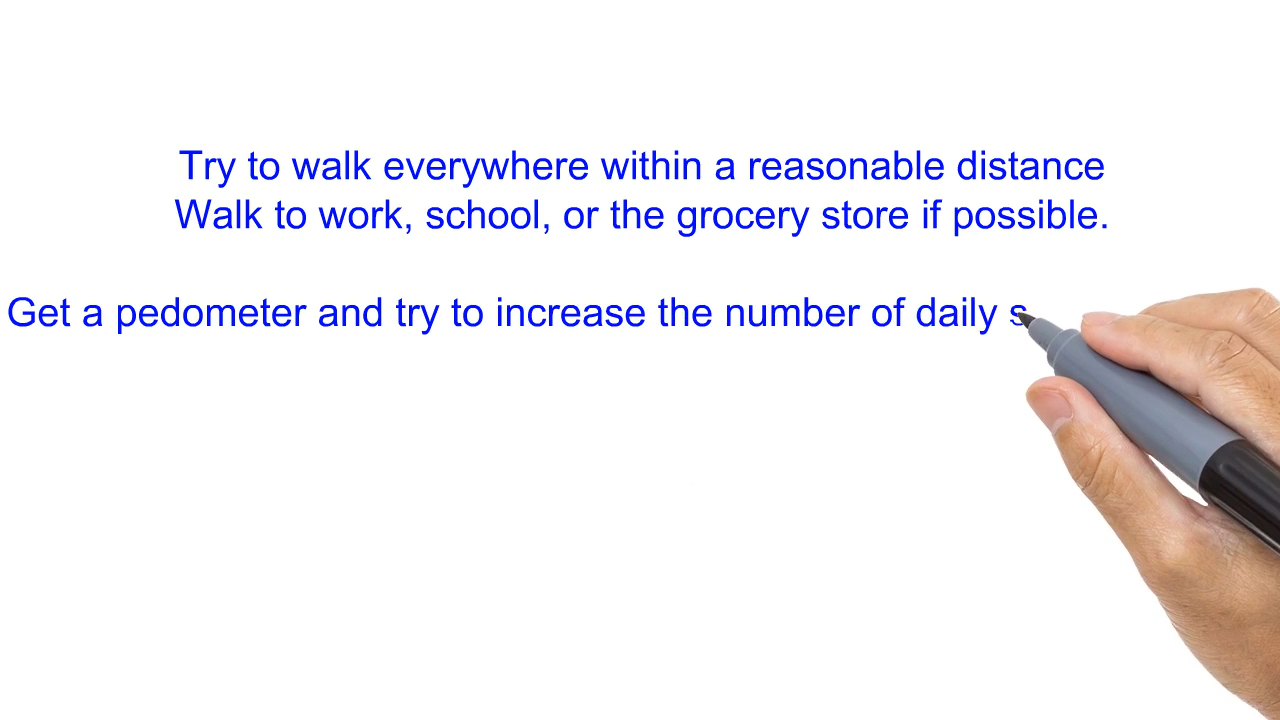 Try to walk everywhere within a reasonable distance
Walk to work, school, or the grocery store if possible.
Get a pedometer and try to increase the number of daily s